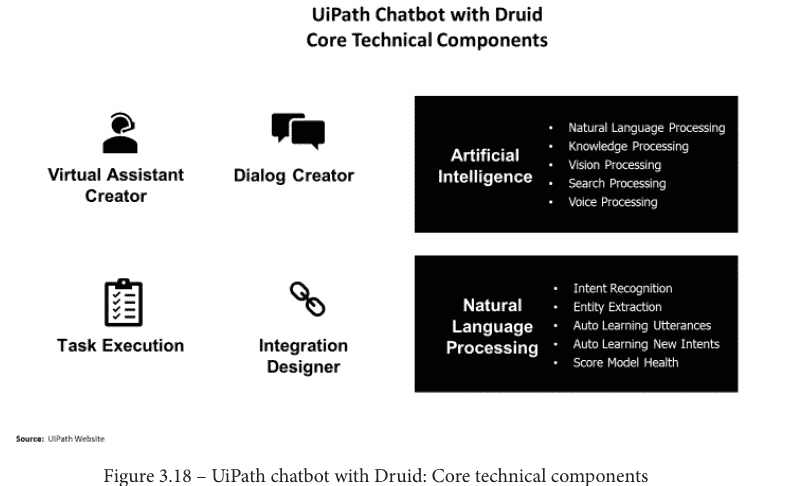 UiPath Chatbot with Druid
Core Technical Components
Virtual Assistant
Creator
Dialog Creator
Artificial
Intelligence
• Natural Language Processing
• Knowledge Processing
• Vision Processing
• Search Processing
• Voice Processing
Task Execution
Integration
Designer
Natural
Language
Processing
• Intent Recognition
• Entity Extraction
• Auto Learning Utterances
• Auto Learning New Intents
• Score Model Health
Source: UiPath Website
Figure 3.18 – UiPath chatbot with Druid: Core technical components